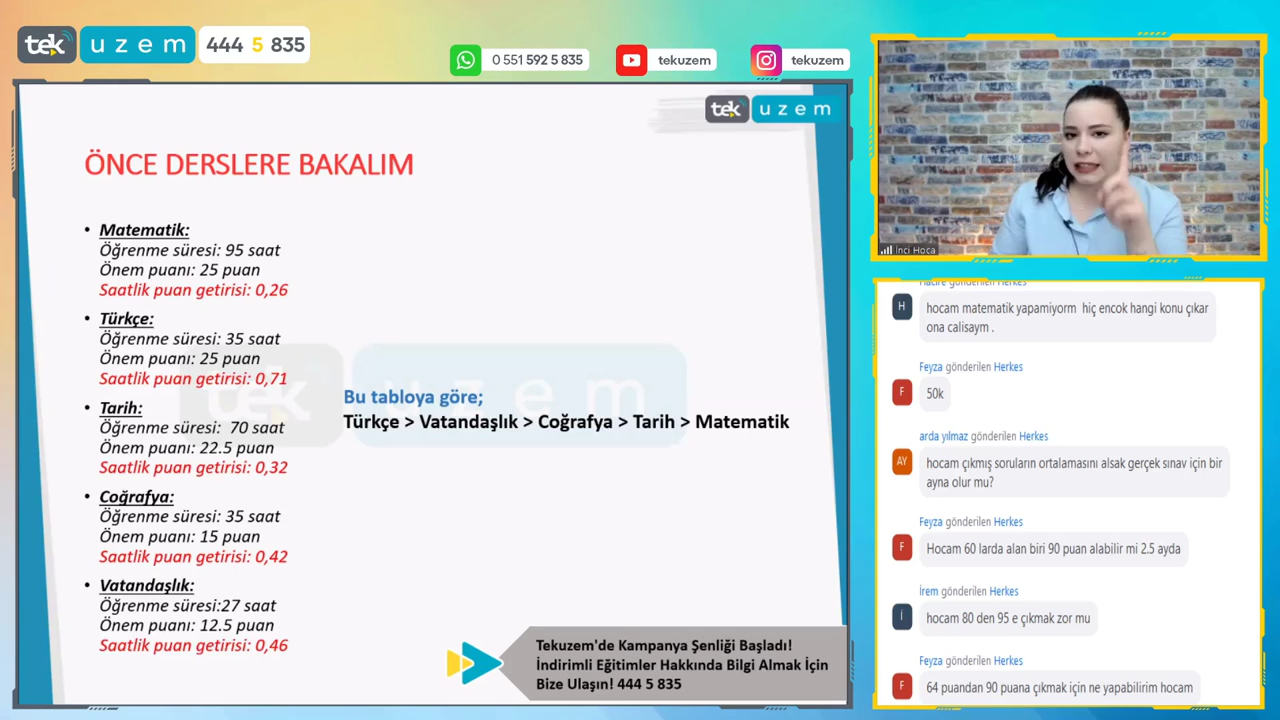 tek uzem 444 5 835
0 551 592 5 835
tekuzem
tekuzem
tek uzem
ÖNCE DERSLERE BAKALIM
• Matematik:
Öğrenme süresi: 95 saat
Önem puanı: 25 puan
Saatlik puan getirisi: 0,26
• Türkçe:
Öğrenme süresi: 35 saat
Önem puanı: 25 puan
Saatlik puan getirisi: 0,71
• Tarih:
Öğrenme süresi: 70 saat
Önem puanı: 22.5 puan
Saatlik puan getirisi: 0,32
• Coğrafya:
Öğrenme süresi: 35 saat
Önem puanı: 15 puan
Saatlik puan getirisi: 0,42
• Vatandaşlık:
Öğrenme süresi:27 saat
Önem puanı: 12.5 puan
Saatlik puan getirisi: 0,46
tek uzem
Bu tabloya göre;
Türkçe > Vatandaşlık > Coğrafya > Tarih > Matematik
Tekuzem'de Kampanya Şenliği Başladı!
İndirimli Eğitimler Hakkında Bilgi Almak İçin
Bize Ulaşın! 444 5 835
İnci Hoca
Hacire gönderilen Herkes
H
hocam matematik yapamiyorm hiç encok hangi konu çıkar
ona calisaym .
Feyza gönderilen Herkes
F
50k
arda yılmaz gönderilen Herkes
AY
hocam çıkmış soruların ortalamasını alsak gerçek sınav için bir
ayna olur mu?
Feyza gönderilen Herkes
F
Hocam 60 larda alan biri 90 puan alabilir mi 2.5 ayda
İrem gönderilen Herkes
İ
hocam 80 den 95 e çıkmak zor mu
Feyza gönderilen Herkes
F
64 puandan 90 puana çıkmak için ne yapabilirim hocam